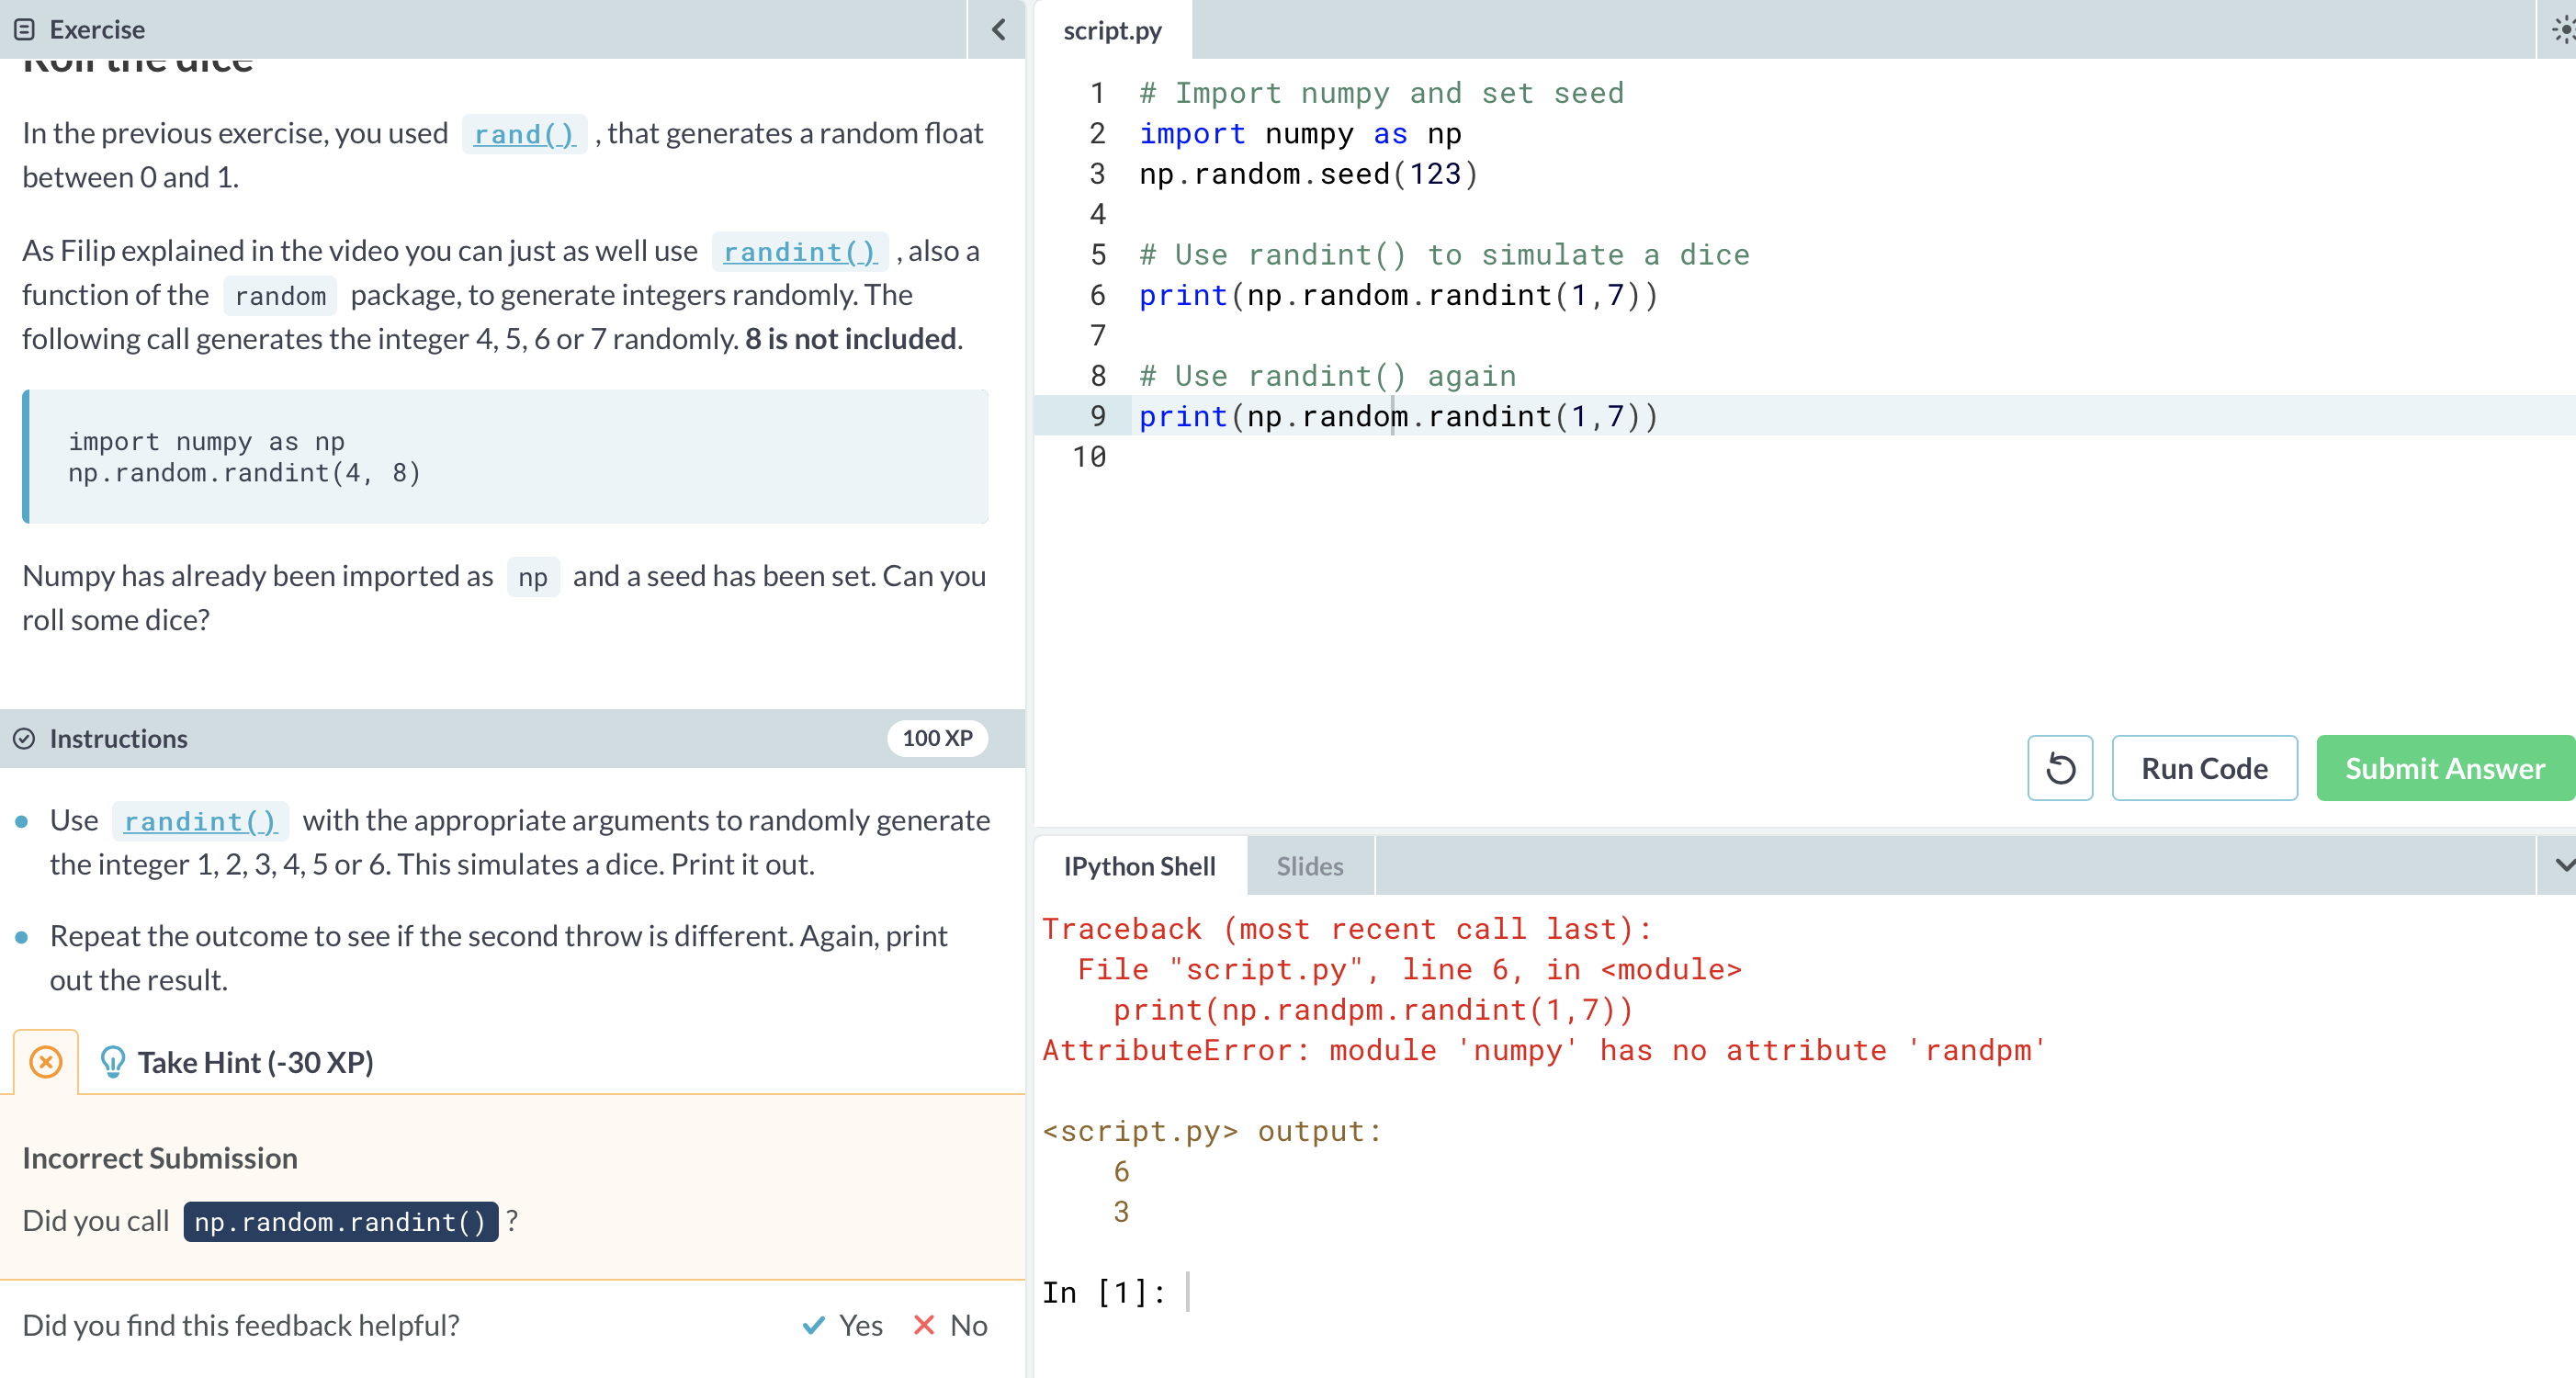 Exercise
Roll the dice
In the previous exercise, you used rand() , that generates a random float
between 0 and 1.
As Filip explained in the video you can just as well use randint() , also a
function of the random package, to generate integers randomly. The
following call generates the integer 4, 5, 6 or 7 randomly. 8 is not included.
import numpy as np
np.random.randint(4, 8)
Numpy has already been imported as np and a seed has been set. Can you
roll some dice?
Instructions
100 XP
Use randint() with the appropriate arguments to randomly generate
the integer 1, 2, 3, 4, 5 or 6. This simulates a dice. Print it out.
Repeat the outcome to see if the second throw is different. Again, print
out the result.
Take Hint (-30 XP)
Incorrect Submission
Did you call np.random.randint() ?
Did you find this feedback helpful?
Yes
No
script.py
1 # Import numpy and set seed
2 import numpy as np
3 np.random.seed(123)
4
5 # Use randint() to simulate a dice
6 print(np.random.randint(1,7))
7
8 # Use randint() again
9 print(np.random.randint(1,7))
10
Run Code
Submit Answer
IPython Shell
Slides
Traceback (most recent call last):
File "script.py", line 6, in <module>
print(np.randpm.randint(1,7))
AttributeError: module 'numpy' has no attribute 'randpm'
<script.py> output:
6
3
In [1]: